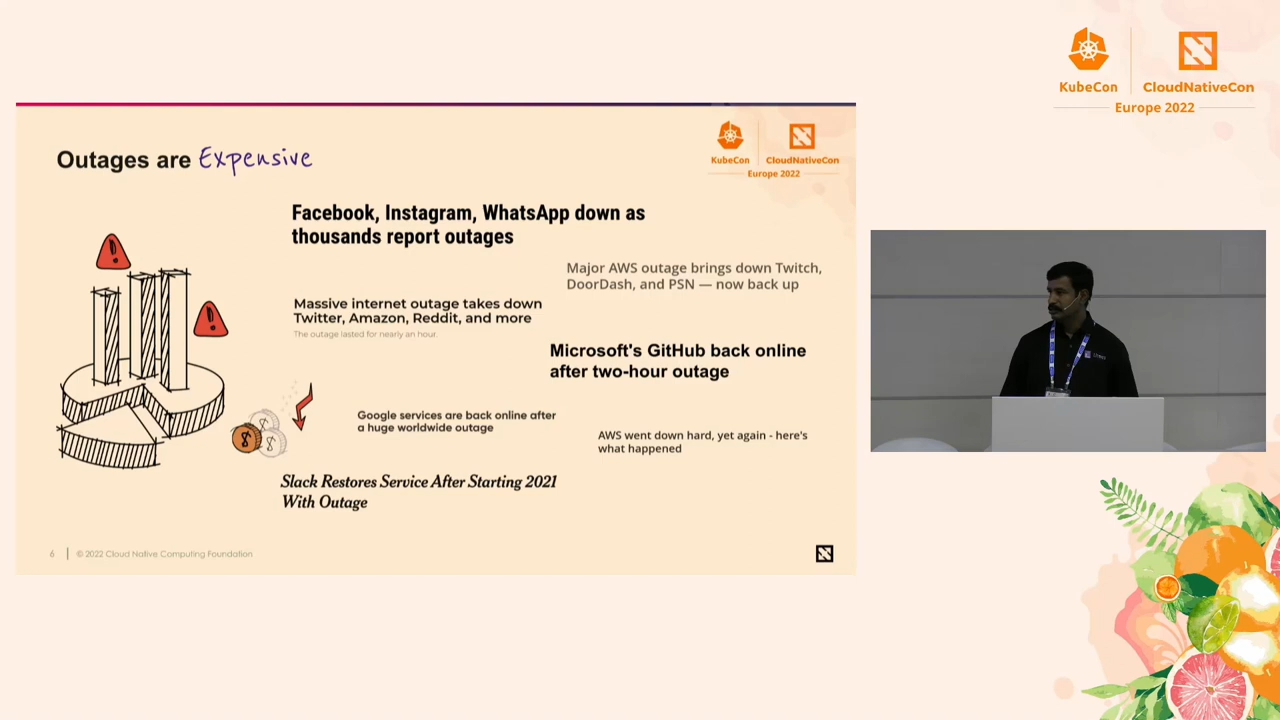 KubeCon
CloudNativeCon
Europe 2022
Outages are Expensive
KubeCon
CloudNativeCon
Europe 2022
Facebook, Instagram, WhatsApp down as
thousands report outages
Major AWS outage brings down Twitch,
DoorDash, and PSN — now back up
Massive internet outage takes down
Twitter, Amazon, Reddit, and more
The outage lasted for nearly an hour.
Microsoft's GitHub back online
after two-hour outage
Google services are back online after
a huge worldwide outage
AWS went down hard, yet again - here's
what happened
Slack Restores Service After Starting 2021
With Outage
6
© 2022 Cloud Native Computing Foundation